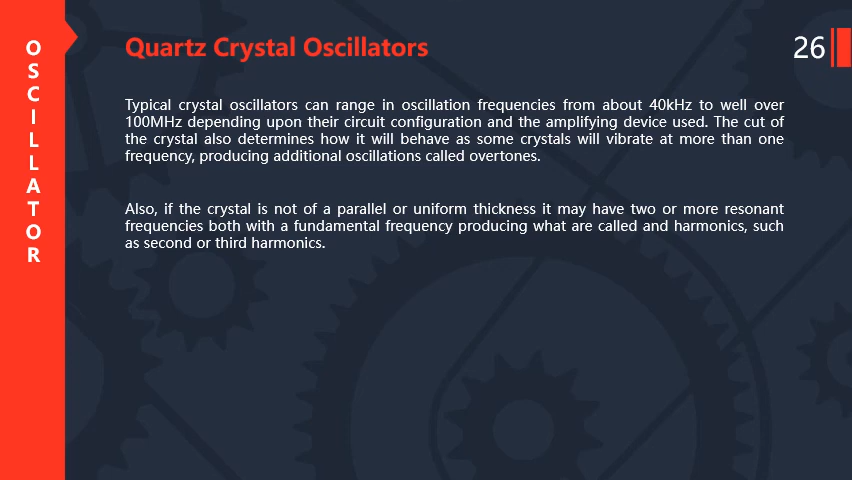 OSCILLATOR
Quartz Crystal Oscillators
26
Typical crystal oscillators can range in oscillation frequencies from about 40kHz to well over
100MHz depending upon their circuit configuration and the amplifying device used. The cut of
the crystal also determines how it will behave as some crystals will vibrate at more than one
frequency, producing additional oscillations called overtones.
Also, if the crystal is not of a parallel or uniform thickness it may have two or more resonant
frequencies both with a fundamental frequency producing what are called and harmonics, such
as second or third harmonics.